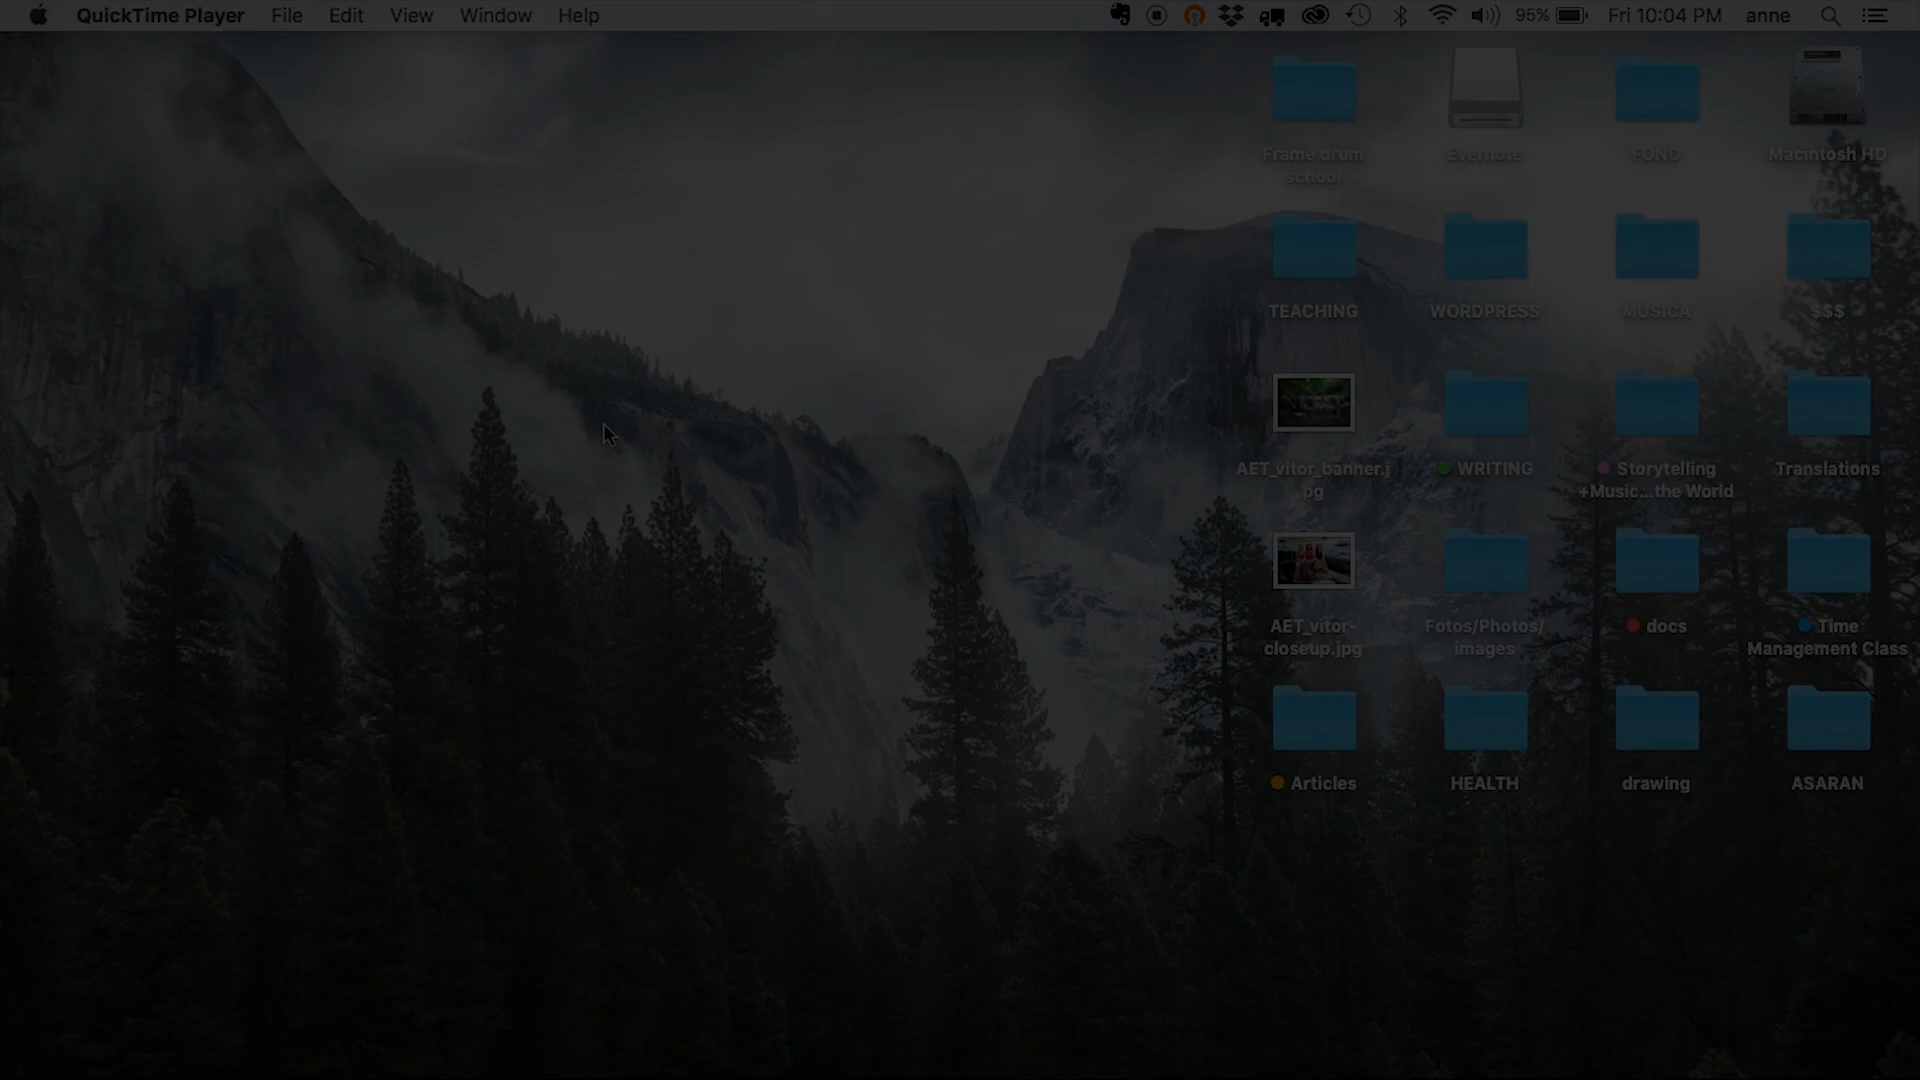 QuickTime Player File Edit View Window Help 95% Fri 10:04 PM anne
Frame drum
school
Evernote
FONO
Macintosh HD
TEACHING
WORDPRESS
MUSICA
$$$
AET_vitor_banner.j
pg
WRITING
Storytelling
+Music...the World
Translations
AET_vitor-
closeup.jpg
Fotos/Photos/
images
docs
Time
Management Class
Articles
HEALTH
drawing
ASARAN